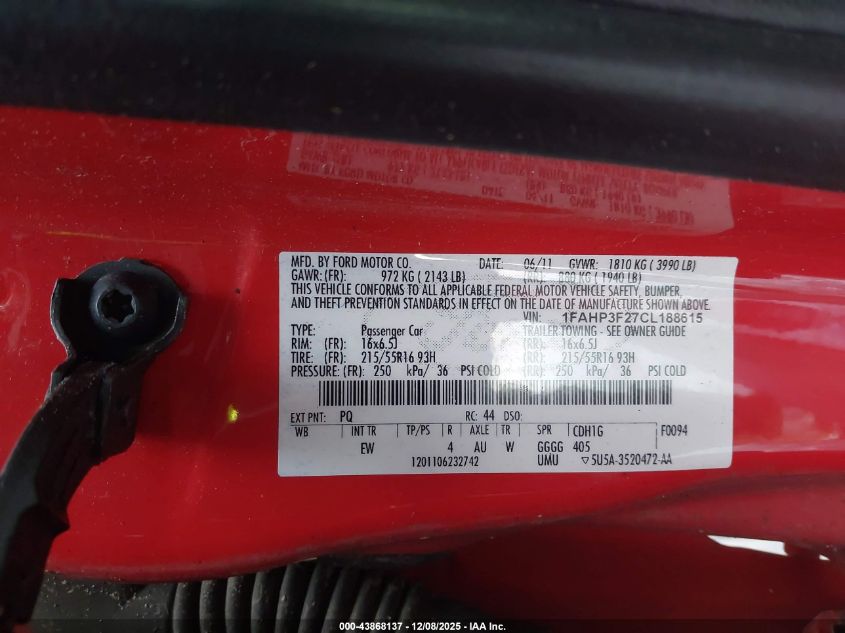 MFD. BY FORD MOTOR CO. DATE: 06/11 GVWR: 1810 KG ( 3990 LB)
GAWR: (FR): 972 KG ( 2143 LB) (RR): 880 KG ( 1940 LB)
THIS VEHICLE CONFORMS TO ALL APPLICABLE FEDERAL MOTOR VEHICLE SAFETY, BUMPER,
AND THEFT PREVENTION STANDARDS IN EFFECT ON THE DATE OF MANUFACTURE SHOWN ABOVE.
VIN: 1FAHP3F27CL188615
TYPE: Passenger Car TRAILER TOWING - SEE OWNER GUIDE
RIM: (FR): 16x6.5J (RR): 16x6.5J
TIRE: (FR): 215/55R16 93H (RR): 215/55R16 93H
PRESSURE: (FR): 250 kPa/ 36 PSI COLD (RR): 250 kPa/ 36 PSI COLD
EXT PNT: PQ RC: 44 DSO: F0094
WB INT TR TP/PS R AXLE TR SPR CDH1G
EW 4 AU W GGGG 405
1201106232742 UMU ▽5U5A-3520472-AA
000-43868137 - 12/08/2025 - IAA, Inc.